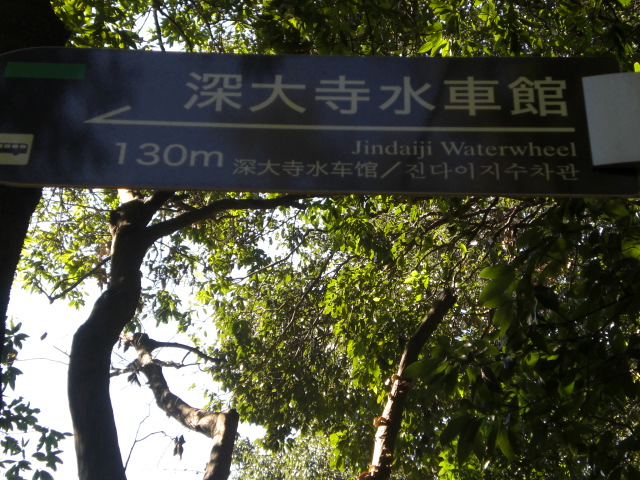 深大寺水車館
Jindaiji Waterwheel
130m 深大寺水车馆／진다이지수차관